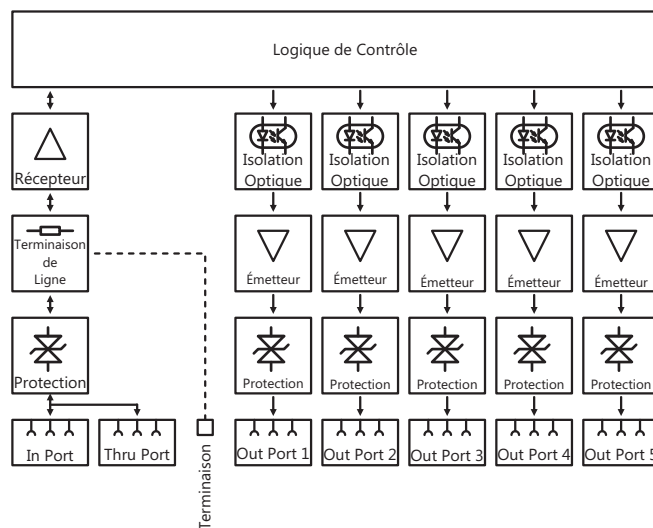 Logique de Contrôle
Récepteur
Isolation
Optique
Isolation
Optique
Isolation
Optique
Isolation
Optique
Isolation
Optique
Terminaison
de
Ligne
Émetteur
Émetteur
Émetteur
Émetteur
Émetteur
Protection
Protection
Protection
Protection
Protection
Protection
In Port
Thru Port
Terminaison
Out Port 1
Out Port 2
Out Port 3
Out Port 4
Out Port 5